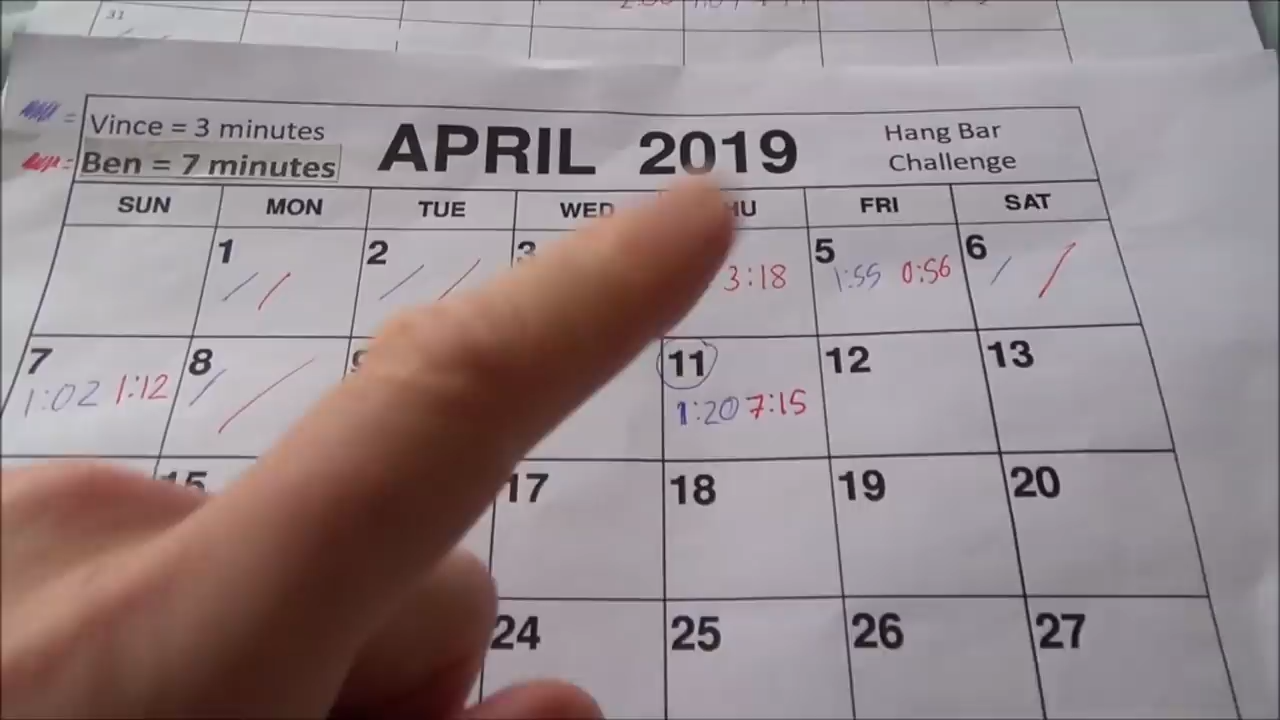 31
Vince = 3 minutes
Ben = 7 minutes
APRIL 2019
Hang Bar
Challenge
SUN MON TUE WED FRI SAT
1 2 3 5 6
3:18 1:55 0:56
7 8 11 12 13
1:02 1:12 1:20 7:15
15 17 18 19 20
24 25 26 27